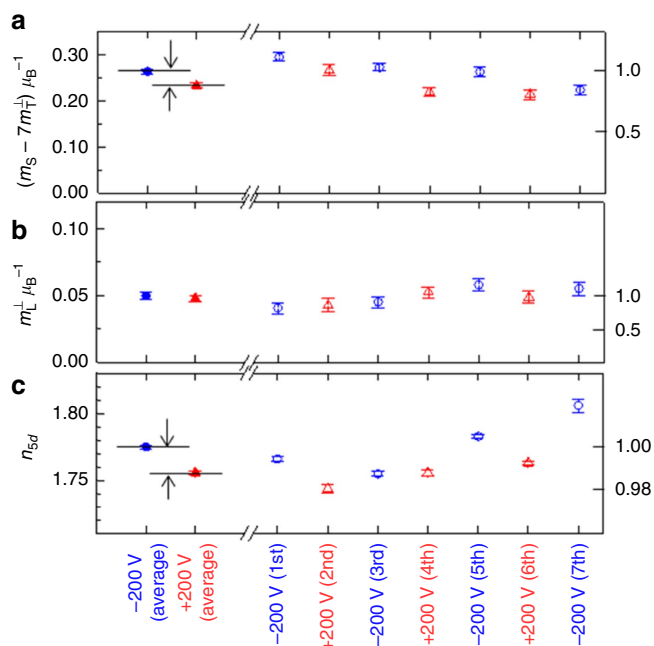 a
(mS – 7m⊥T) μB−1
0.30
0.20
0.10
0.00
1.0
0.5
b
m⊥L μB−1
0.10
0.05
0.00
1.0
0.5
c
n5d
1.80
1.75
1.00
0.98
–200 V (average)
+200 V (average)
–200 V (1st)
+200 V (2nd)
–200 V (3rd)
+200 V (4th)
–200 V (5th)
+200 V (6th)
–200 V (7th)